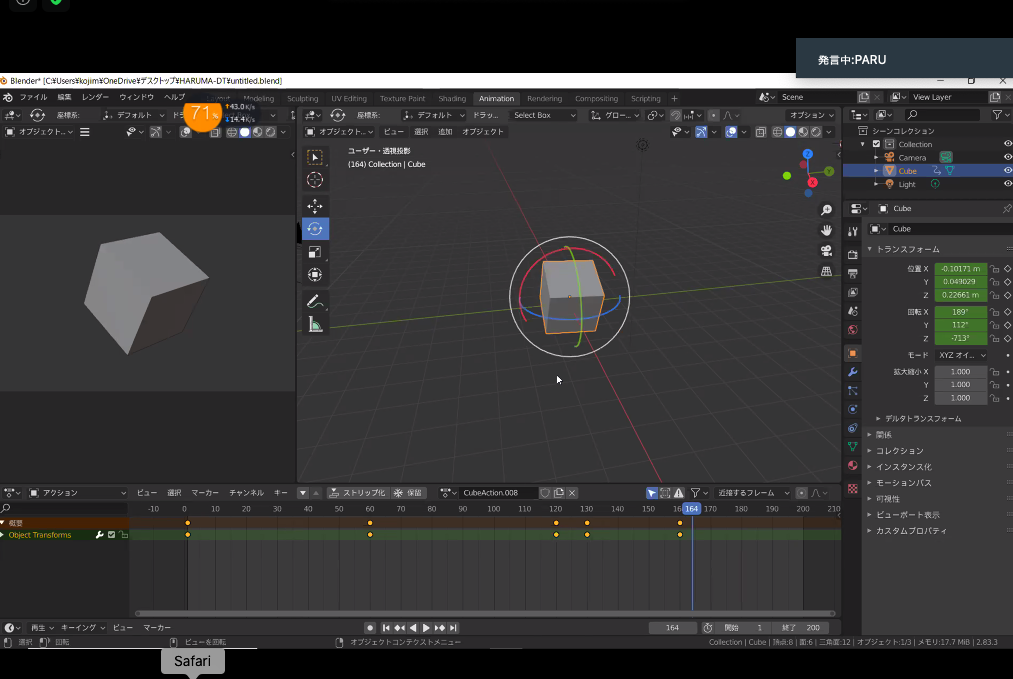 発言中:PARU
Blender* [C:¥Users¥kojim¥OneDrive¥デスクトップ¥HARUMA-DT¥untitled.blend]
ファイル 編集 レンダー ウィンドウ ヘルプ Modeling Sculpting UV Editing Texture Paint Shading Animation Rendering Compositing Scripting + Scene View Layer
71% ↑43.0 K/s
↓14.4 K/s
座標系: デフォルト 座標系: デフォルト ドラ... Select Box グロー... オプション
オブジェクト... オブジェクト... ビュー 選択 追加 オブジェクト
シーンコレクション
Collection
Camera
Cube
Light
ユーザー・透視投影
(164) Collection | Cube
Z
Y
X
Cube
Cube
トランスフォーム
位置 X -0.10171 m
Y 0.049029
Z 0.22661 m
回転 X 189°
Y 112°
Z -713°
モード XYZ オイ...
拡大縮小 X 1.000
Y 1.000
Z 1.000
デルタトランスフォーム
関係
コレクション
インスタンス化
モーションパス
可視性
ビューポート表示
カスタムプロパティ
アクション ビュー 選択 マーカー チャンネル キー ストリップ化 保留 CubeAction.008 近接するフレーム
-10 0 10 20 30 40 50 60 70 80 90 100 110 120 130 140 150 164 170 180 190 200 210
概要
Object Transforms
再生 キーイング ビュー マーカー 164 開始 1 終了 200
選択 回転 ビューを回転 オブジェクトコンテクストメニュー Collection | Cube | 頂点:8 | 面:6 | 三角面:12 | オブジェクト:1/3 | メモリ:17.7 MiB | 2.83.3
Safari